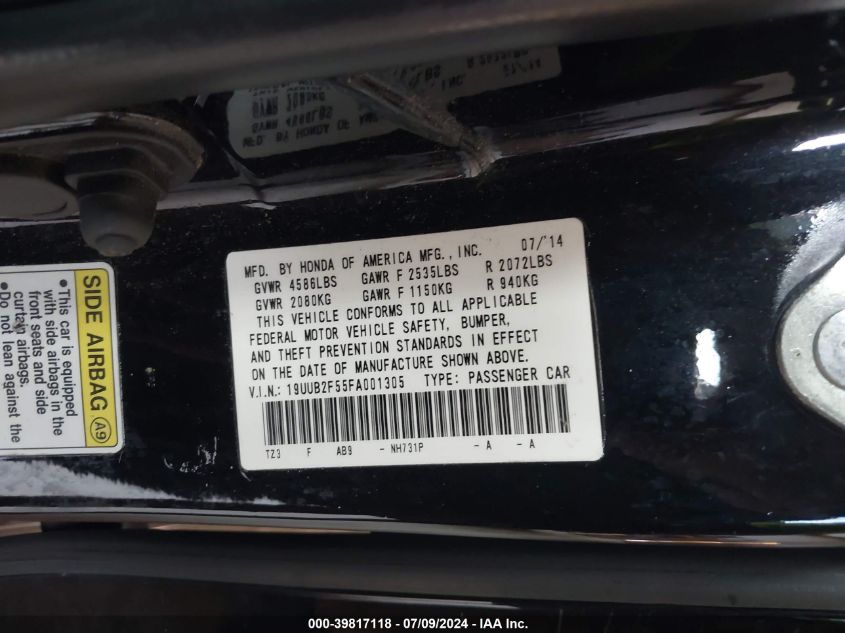 MFD. BY HONDA OF AMERICA MFG., INC. 07/'14
GVWR 4586LBS GAWR F 2535LBS R 2072LBS
GVWR 2080KG GAWR F 1150KG R 940KG
THIS VEHICLE CONFORMS TO ALL APPLICABLE
FEDERAL MOTOR VEHICLE SAFETY, BUMPER,
AND THEFT PREVENTION STANDARDS IN EFFECT
ON THE DATE OF MANUFACTURE SHOWN ABOVE.
V.I.N.: 19UUB2F55FA001305 TYPE: PASSENGER CAR
TZ3 F AB9 - NH731P - A - A
SIDE AIRBAG A9
•This car is equipped
with side airbags in the
front seats and side
curtain airbags.
•Do not lean against the
000-39817118 - 07/09/2024 - IAA Inc.